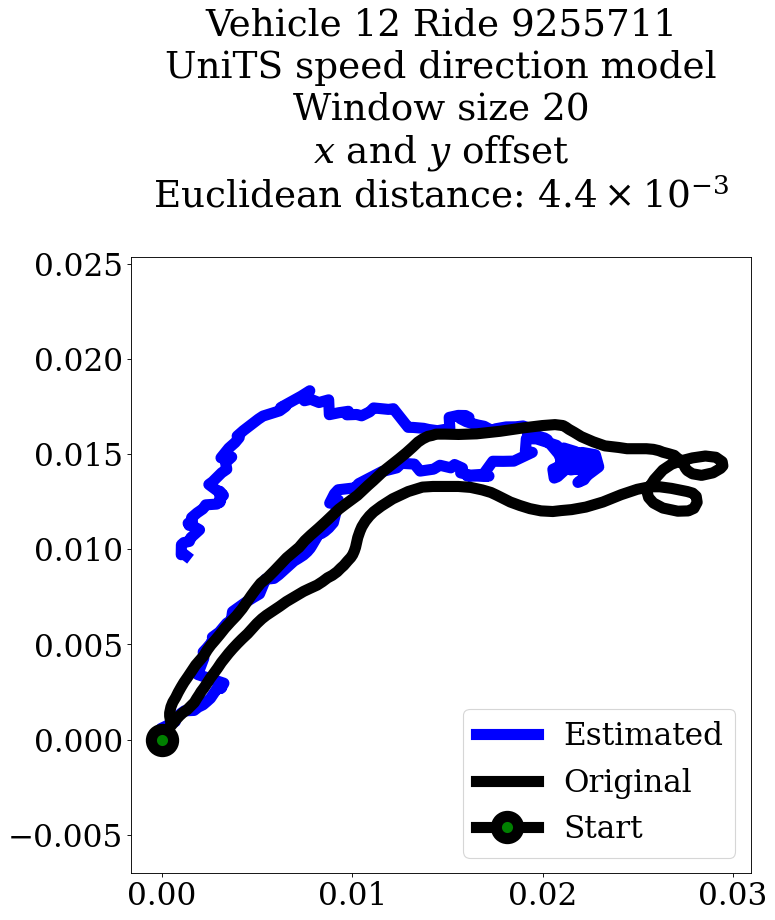 Vehicle 12 Ride 9255711
UniTS speed direction model
Window size 20
x and y offset
Euclidean distance: 4.4 × 10⁻³
0.025
0.020
0.015
0.010
0.005
0.000
−0.005
Estimated
Original
Start
0.00 0.01 0.02 0.03